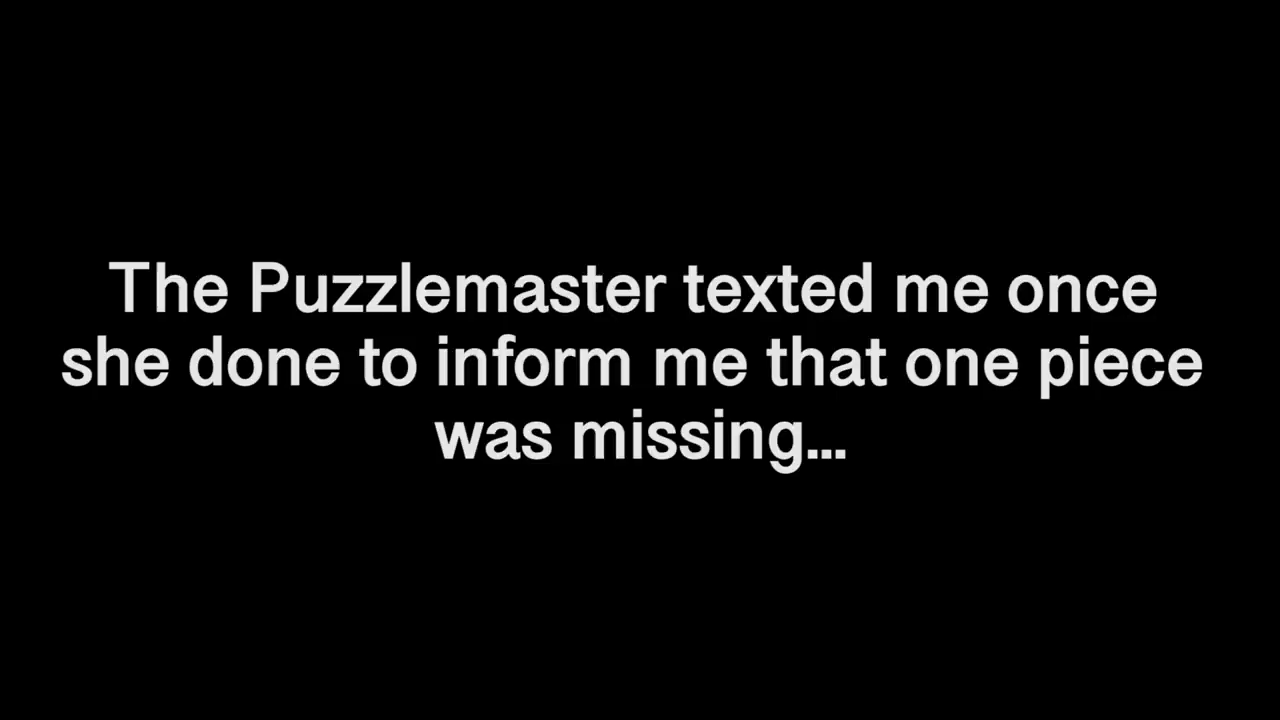 The Puzzlemaster texted me once
she done to inform me that one piece
was missing...